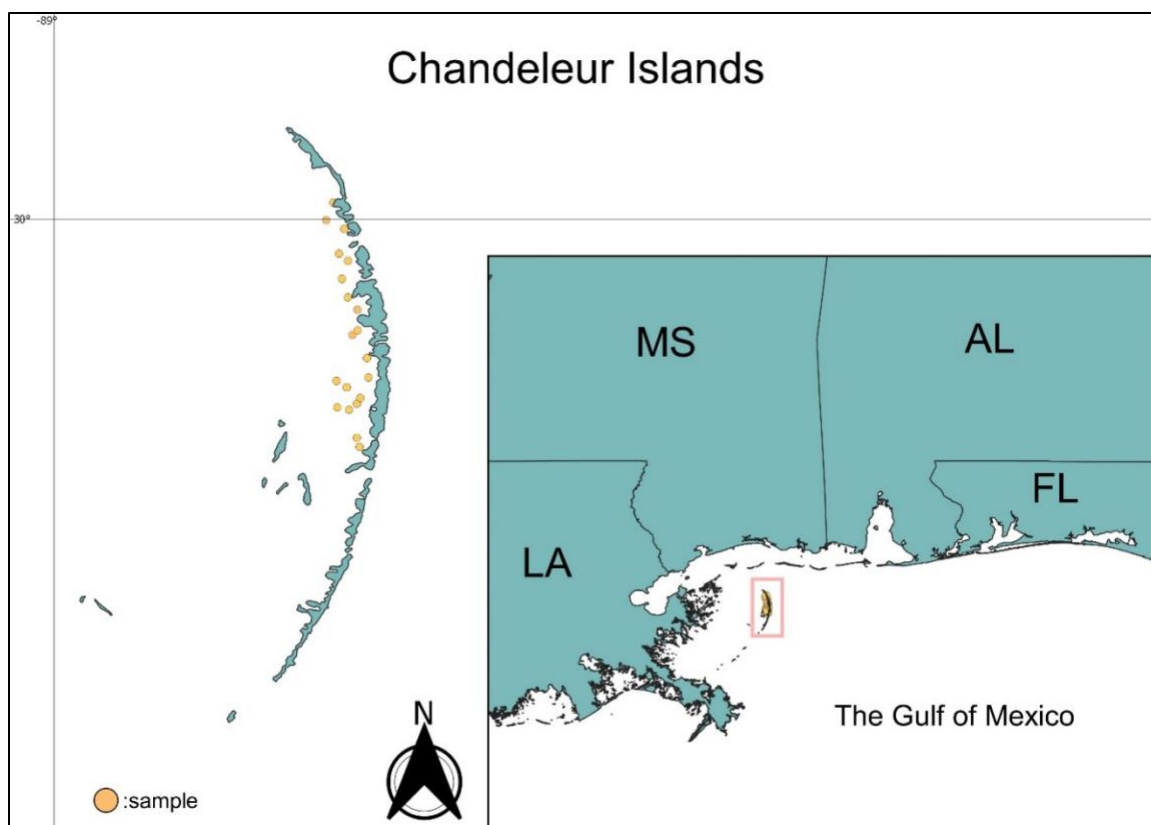 -89°
Chandeleur Islands
30°
MS
AL
FL
LA
The Gulf of Mexico
N
:sample